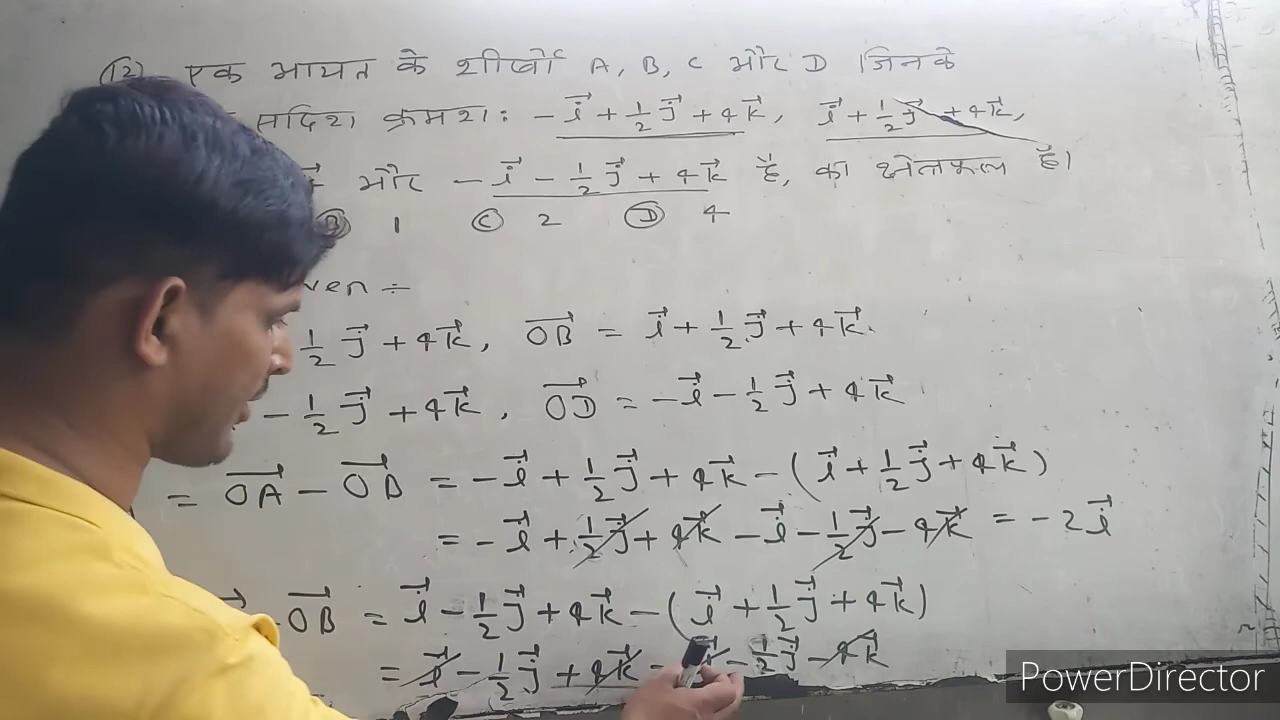 (12) एक आयत के शीर्षों A, B, C और D जिनके
सदिश क्रमशः: -i⃗ + 1/2 j⃗ + 4k⃗, i⃗ + 1/2 j⃗ + 4k⃗,
और -i⃗ - 1/2 j⃗ + 4k⃗ है, का क्षेत्रफल है।
(B) 1 (C) 2 (D) 4
ven ÷
1/2 j⃗ + 4k⃗, OB⃗ = i⃗ + 1/2 j⃗ + 4k⃗.
- 1/2 j⃗ + 4k⃗, OD⃗ = -i⃗ - 1/2 j⃗ + 4k⃗
= OA⃗ - OB⃗ = -i⃗ + 1/2 j⃗ + 4k⃗ - (i⃗ + 1/2 j⃗ + 4k⃗)
= -i⃗ + 1/2 j⃗ + 4k⃗ - i⃗ - 1/2 j⃗ - 4k⃗ = -2i⃗
- OB⃗ = i⃗ - 1/2 j⃗ + 4k⃗ - (i⃗ + 1/2 j⃗ + 4k⃗)
= i⃗ - 1/2 j⃗ + 4k⃗ - i⃗ - 1/2 j⃗ - 4k⃗
PowerDirector